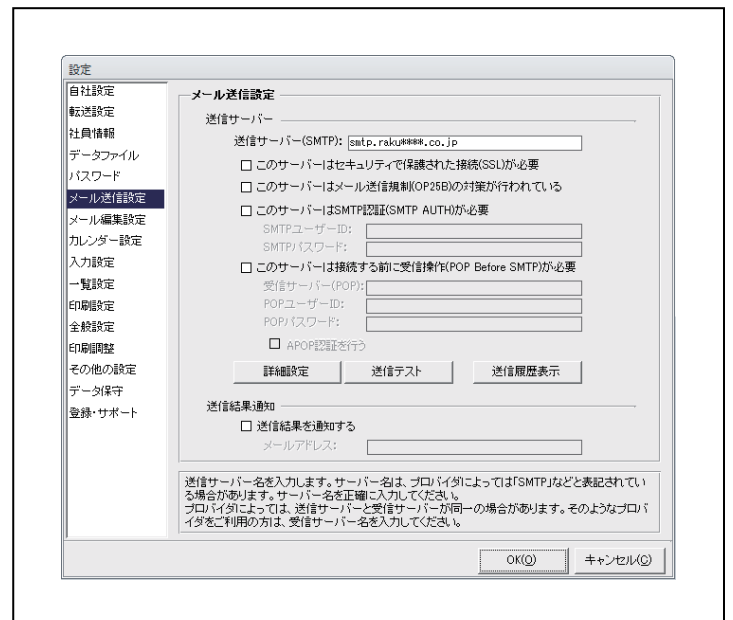 設定
自社設定
転送設定
社員情報
データファイル
パスワード
メール送信設定
メール編集設定
カレンダー設定
入力設定
一覧設定
印刷設定
全般設定
印刷調整
その他の設定
データ保守
登録・サポート
メール送信設定
送信サーバー
送信サーバー(SMTP): smtp.raku****.co.jp
このサーバーはセキュリティで保護された接続(SSL)が必要
このサーバーはメール送信規制(OP25B)の対策が行われている
このサーバーはSMTP認証(SMTP AUTH)が必要
SMTPユーザーID:
SMTPパスワード:
このサーバーは接続する前に受信操作(POP Before SMTP)が必要
受信サーバー(POP):
POPユーザーID:
POPパスワード:
APOP認証を行う
詳細設定 送信テスト 送信履歴表示
送信結果通知
送信結果を通知する
メールアドレス:
送信サーバー名を入力します。サーバー名は、プロバイダによっては「SMTP」などと表記されてい
る場合があります。サーバー名を正確に入力してください。
プロバイダによっては、送信サーバーと受信サーバーが同一の場合があります。そのようなプロバ
イダをご利用の方は、受信サーバー名を入力してください。
OK(O) キャンセル(C)